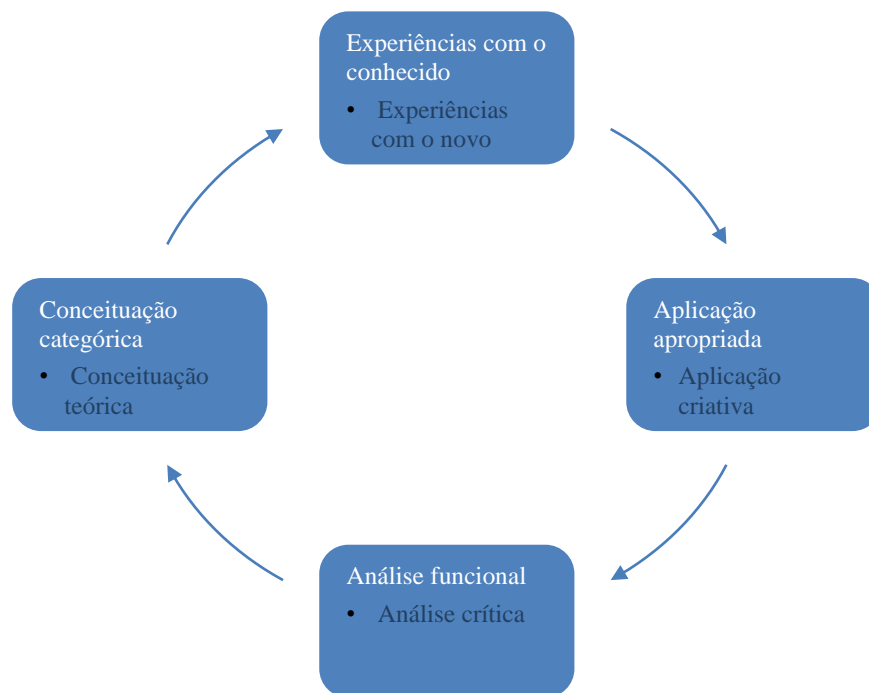 Experiências com o
conhecido
• Experiências
com o novo
Conceituação
categórica
• Conceituação
teórica
Aplicação
apropriada
• Aplicação
criativa
Análise funcional
• Análise crítica